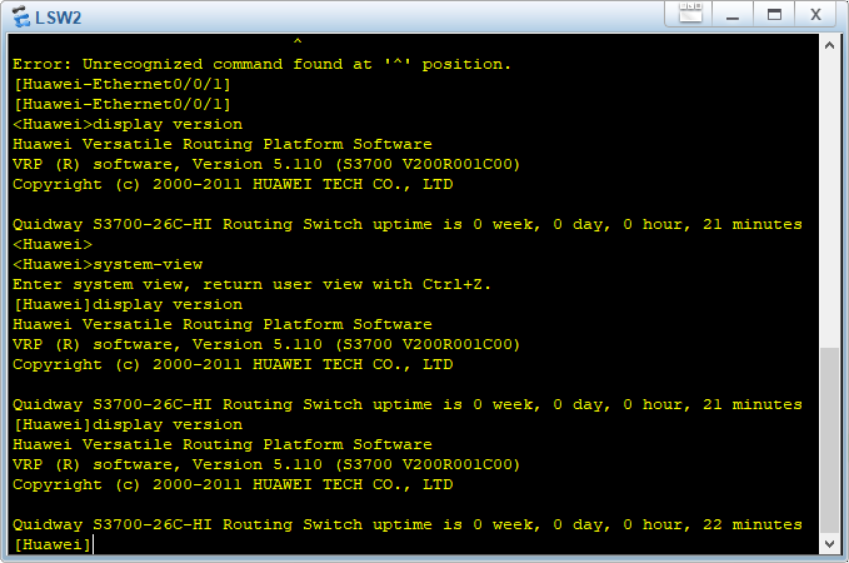 LSW2
^
Error: Unrecognized command found at '^' position.
[Huawei-Ethernet0/0/1]
[Huawei-Ethernet0/0/1]
<Huawei>display version
Huawei Versatile Routing Platform Software
VRP (R) software, Version 5.110 (S3700 V200R001C00)
Copyright (c) 2000-2011 HUAWEI TECH CO., LTD
Quidway S3700-26C-HI Routing Switch uptime is 0 week, 0 day, 0 hour, 21 minutes
<Huawei>
<Huawei>system-view
Enter system view, return user view with Ctrl+Z.
[Huawei]display version
Huawei Versatile Routing Platform Software
VRP (R) software, Version 5.110 (S3700 V200R001C00)
Copyright (c) 2000-2011 HUAWEI TECH CO., LTD
Quidway S3700-26C-HI Routing Switch uptime is 0 week, 0 day, 0 hour, 21 minutes
[Huawei]display version
Huawei Versatile Routing Platform Software
VRP (R) software, Version 5.110 (S3700 V200R001C00)
Copyright (c) 2000-2011 HUAWEI TECH CO., LTD
Quidway S3700-26C-HI Routing Switch uptime is 0 week, 0 day, 0 hour, 22 minutes
[Huawei]